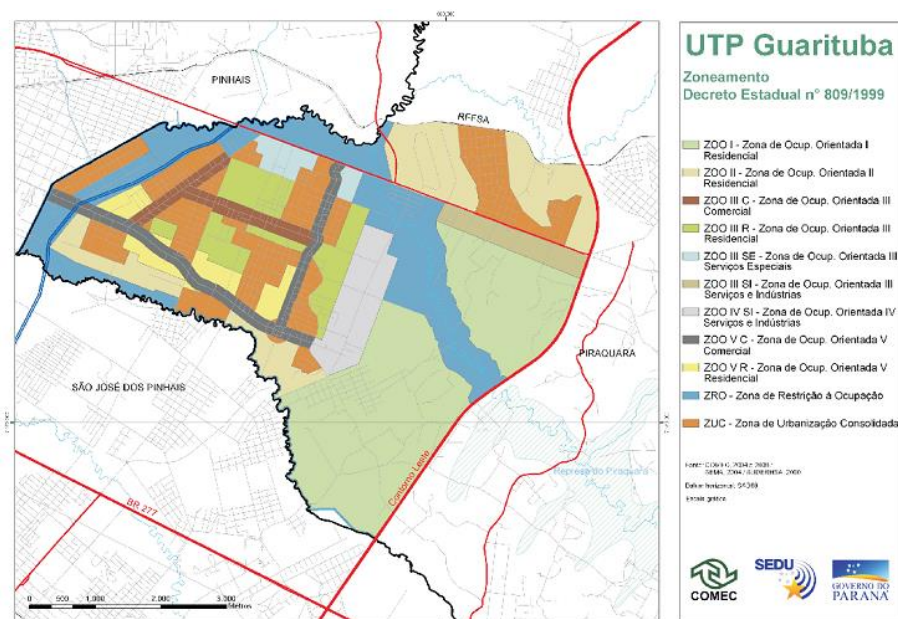 UTP Guarituba
Zoneamento
Decreto Estadual nº 809/1999
ZOO I - Zona de Ocup. Orientada I
Residencial
ZOO II - Zona de Ocup. Orientada II
Residencial
ZOO III C - Zona de Ocup. Orientada III
Comercial
ZOO III R - Zona de Ocup. Orientada III
Residencial
ZOO III SE - Zona de Ocup. Orientada III
Serviços Especiais
ZOO III SI - Zona de Ocup. Orientada III
Serviços e Indústrias
ZOO IV SI - Zona de Ocup. Orientada IV
Serviços e Indústrias
ZOO V C - Zona de Ocup. Orientada V
Comercial
ZOO V R - Zona de Ocup. Orientada V
Residencial
ZRO - Zona de Restrição à Ocupação
ZUC - Zona de Urbanização Consolidada
Escala gráfica
COMEC
SEDU
GOVERNO DO
PARANÁ
PINHAIS
RFFSA
PIRAQUARA
SÃO JOSÉ DOS PINHAIS
Contorno Leste
BR 277
0 500 1.000 2.000 3.000
Metros